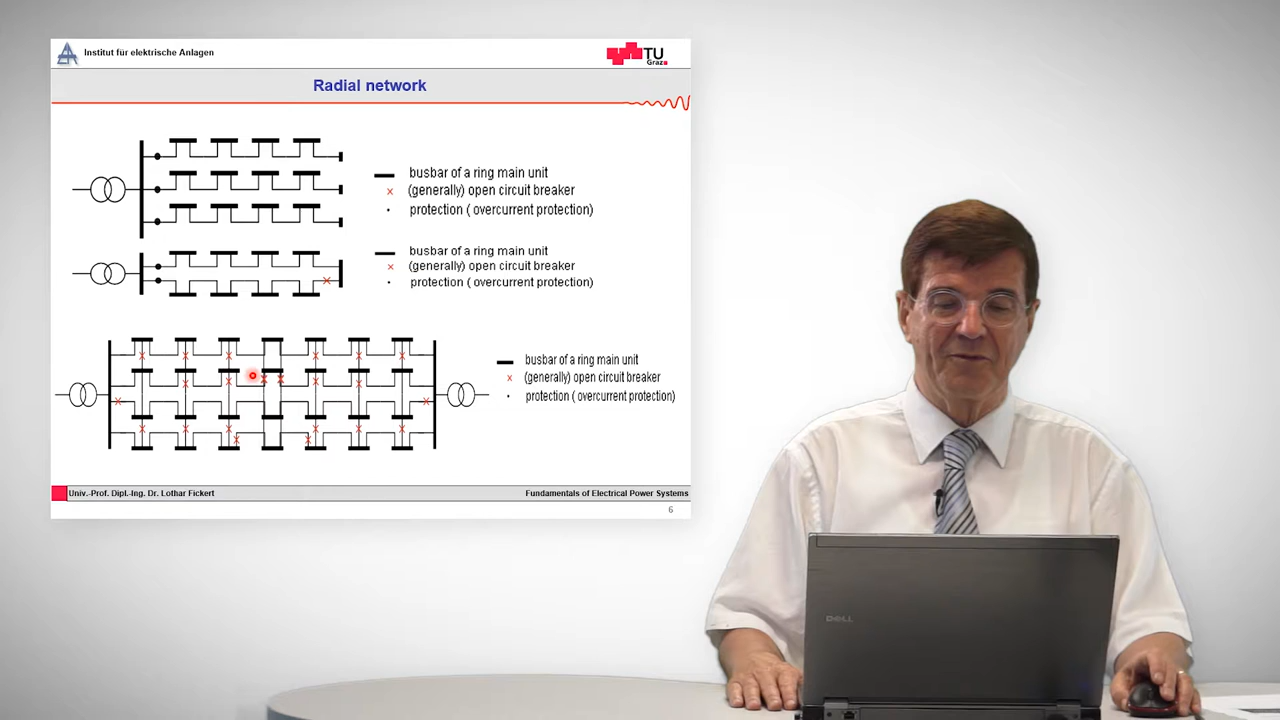 Institut für elektrische Anlagen
TU
Graz
Radial network
busbar of a ring main unit
(generally) open circuit breaker
protection ( overcurrent protection)
busbar of a ring main unit
(generally) open circuit breaker
protection ( overcurrent protection)
busbar of a ring main unit
(generally) open circuit breaker
protection ( overcurrent protection)
Univ.-Prof. Dipl.-Ing. Dr. Lothar Fickert
Fundamentals of Electrical Power Systems
6
DELL